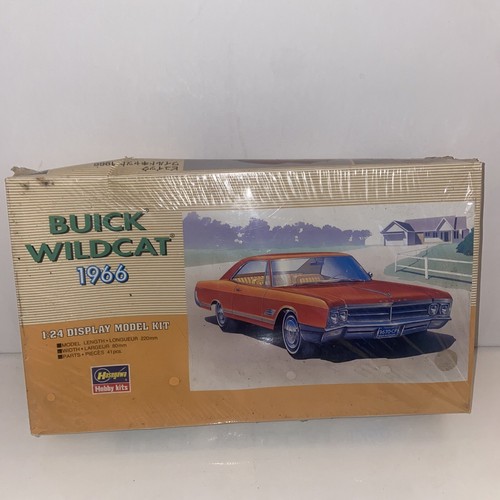 BUICK
WILDCAT
1966
1:24 DISPLAY MODEL KIT
■MODEL LENGTH • LONGUEUR 230mm
■WIDTH • LARGEUR 82mm
■PARTS • PIECES 41pcs.
Hasegawa
Hobby kits